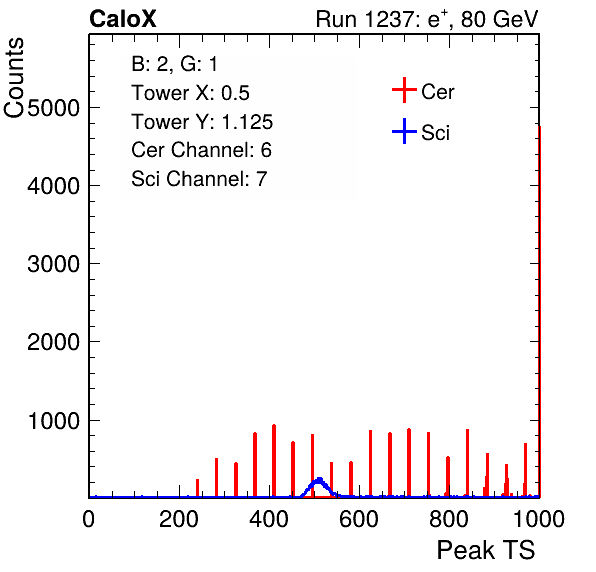 CaloX Run 1237: e⁺, 80 GeV
Counts
B: 2, G: 1
Tower X: 0.5
Tower Y: 1.125
Cer Channel: 6
Sci Channel: 7
Cer
Sci
5000
4000
3000
2000
1000
0 200 400 600 800 1000
Peak TS